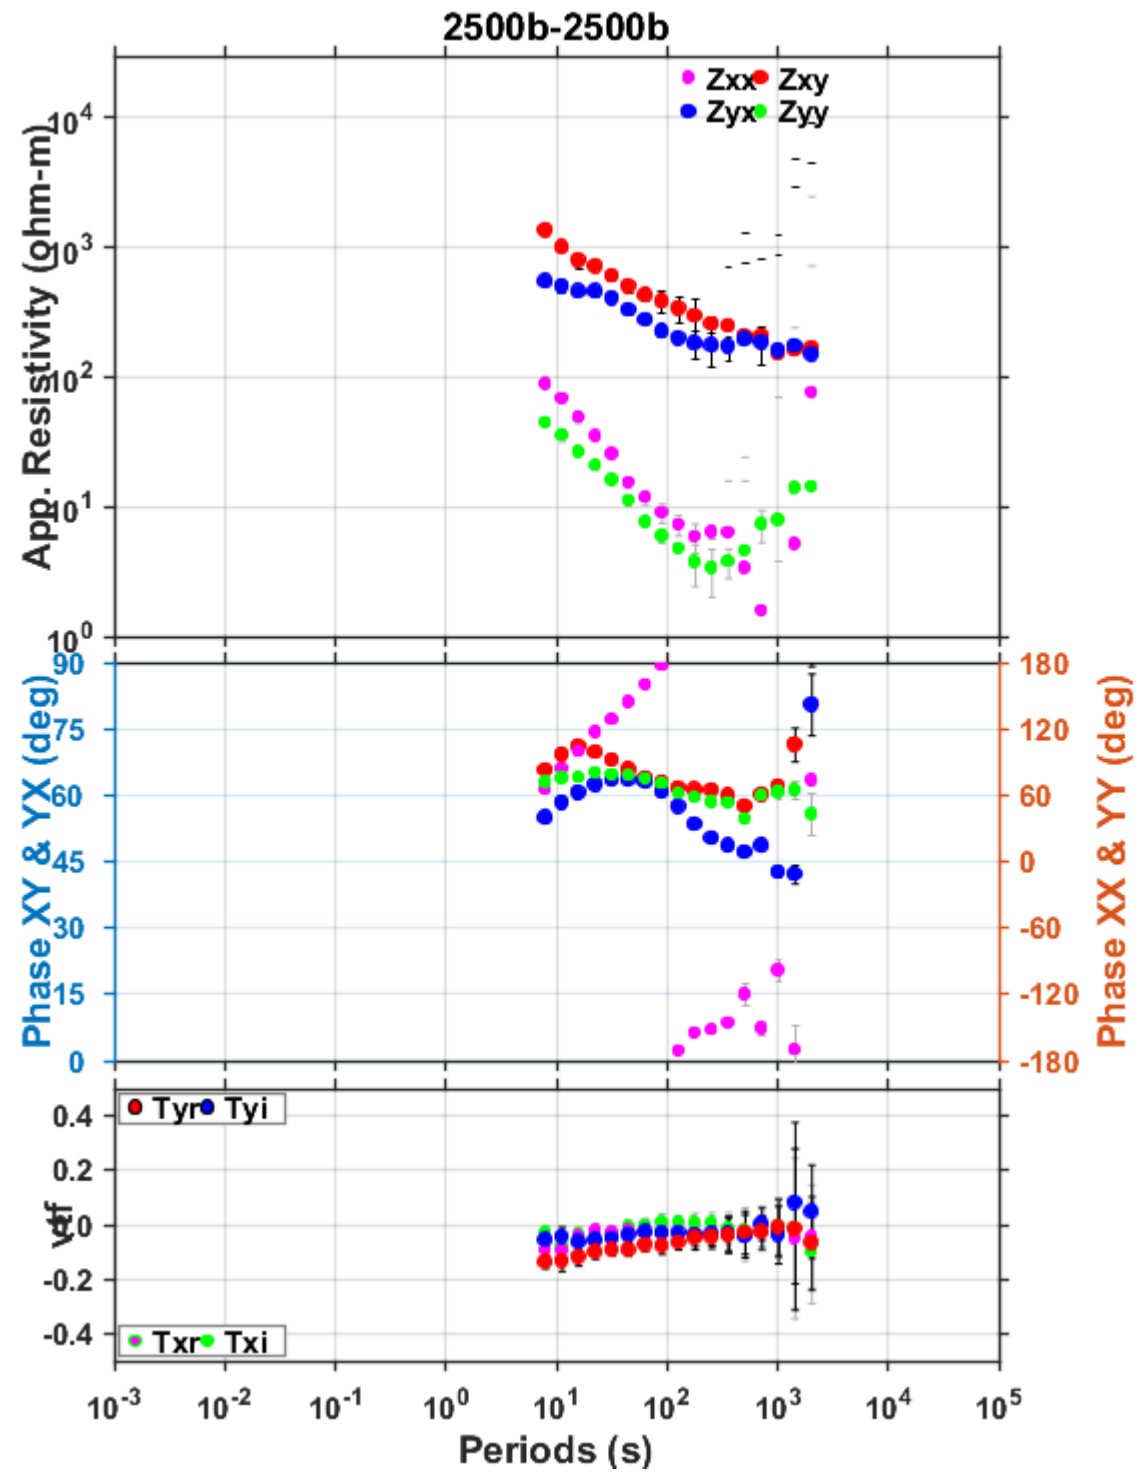 2500b-2500b
Zxx Zxy
Zyx Zyy
App. Resistivity (ohm-m)
10^4
10^3
10^2
10^1
10^0
Phase XY & YX (deg)
90
75
60
45
30
15
0
Phase XX & YY (deg)
180
120
60
0
-60
-120
-180
Tyr Tyi
vtf
0.4
0.2
0.0
-0.2
-0.4
Txr Txi
10^-3 10^-2 10^-1 10^0 10^1 10^2 10^3 10^4 10^5
Periods (s)